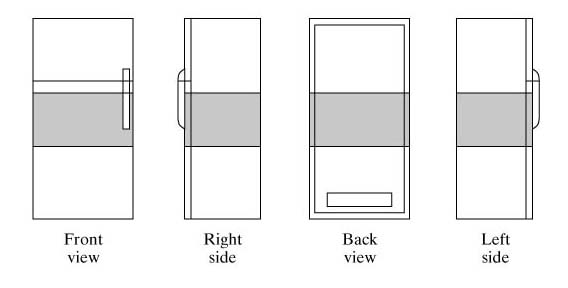 Front
view
Right
side
Back
view
Left
side